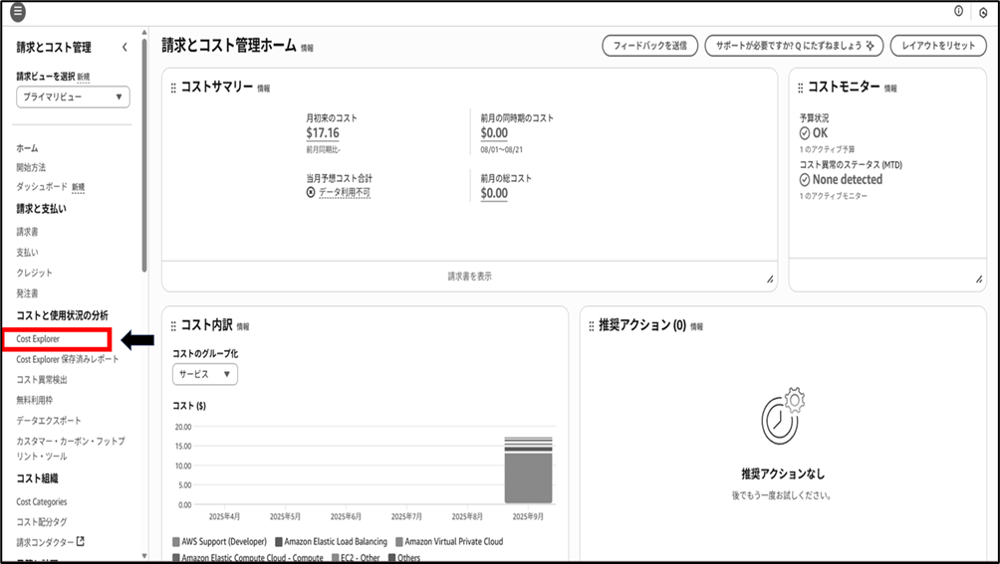 請求とコスト管理
請求ビューを選択 新規
プライマリビュー
ホーム
開始方法
ダッシュボード 新規
請求と支払い
請求書
支払い
クレジット
発注書
コストと使用状況の分析
Cost Explorer
Cost Explorer 保存済みレポート
コスト異常検出
無料利用枠
データエクスポート
カスタマー・カーボン・フットプ
リント・ツール
コスト組織
Cost Categories
コスト配分タグ
請求コンダクター
請求とコスト管理ホーム 情報
フィードバックを送信
サポートが必要ですか? Q にたずねましょう
レイアウトをリセット
コストサマリー 情報
月初来のコスト
$17.16
前月同期比-
前月の同時期のコスト
$0.00
08/01～08/21
当月予想コスト合計
データ利用不可
前月の総コスト
$0.00
請求書を表示
コストモニター 情報
予算状況
OK
1 のアクティブ予算
コスト異常のステータス (MTD)
None detected
1 のアクティブモニター
コスト内訳 情報
コストのグループ化
サービス
コスト ($)
20.00
15.00
10.00
5.00
0.00
2025年4月 2025年5月 2025年6月 2025年7月 2025年8月 2025年9月
AWS Support (Developer) Amazon Elastic Load Balancing Amazon Virtual Private Cloud
Amazon Elastic Compute Cloud - Compute EC2 - Other Others
推奨アクション (0) 情報
推奨アクションなし
後でもう一度お試しください。